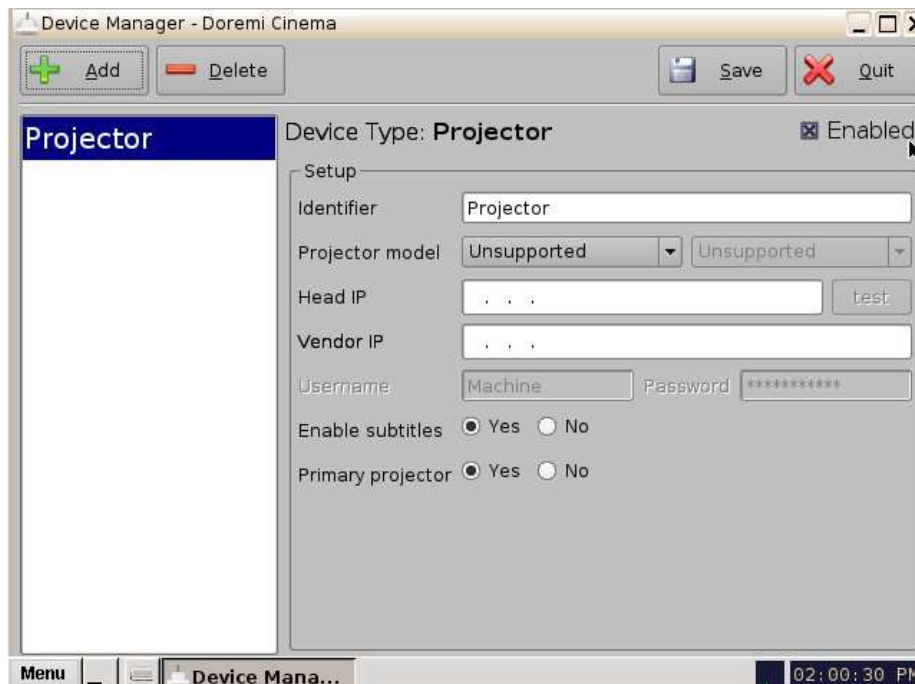 Device Manager - Doremi Cinema
Add Delete Save Quit
Projector
Device Type: Projector Enabled
Setup
Identifier Projector
Projector model Unsupported Unsupported
Head IP . . . test
Vendor IP . . .
Username Machine Password ***********
Enable subtitles Yes No
Primary projector Yes No
Menu _ Device Mana... 02:00:30 PM